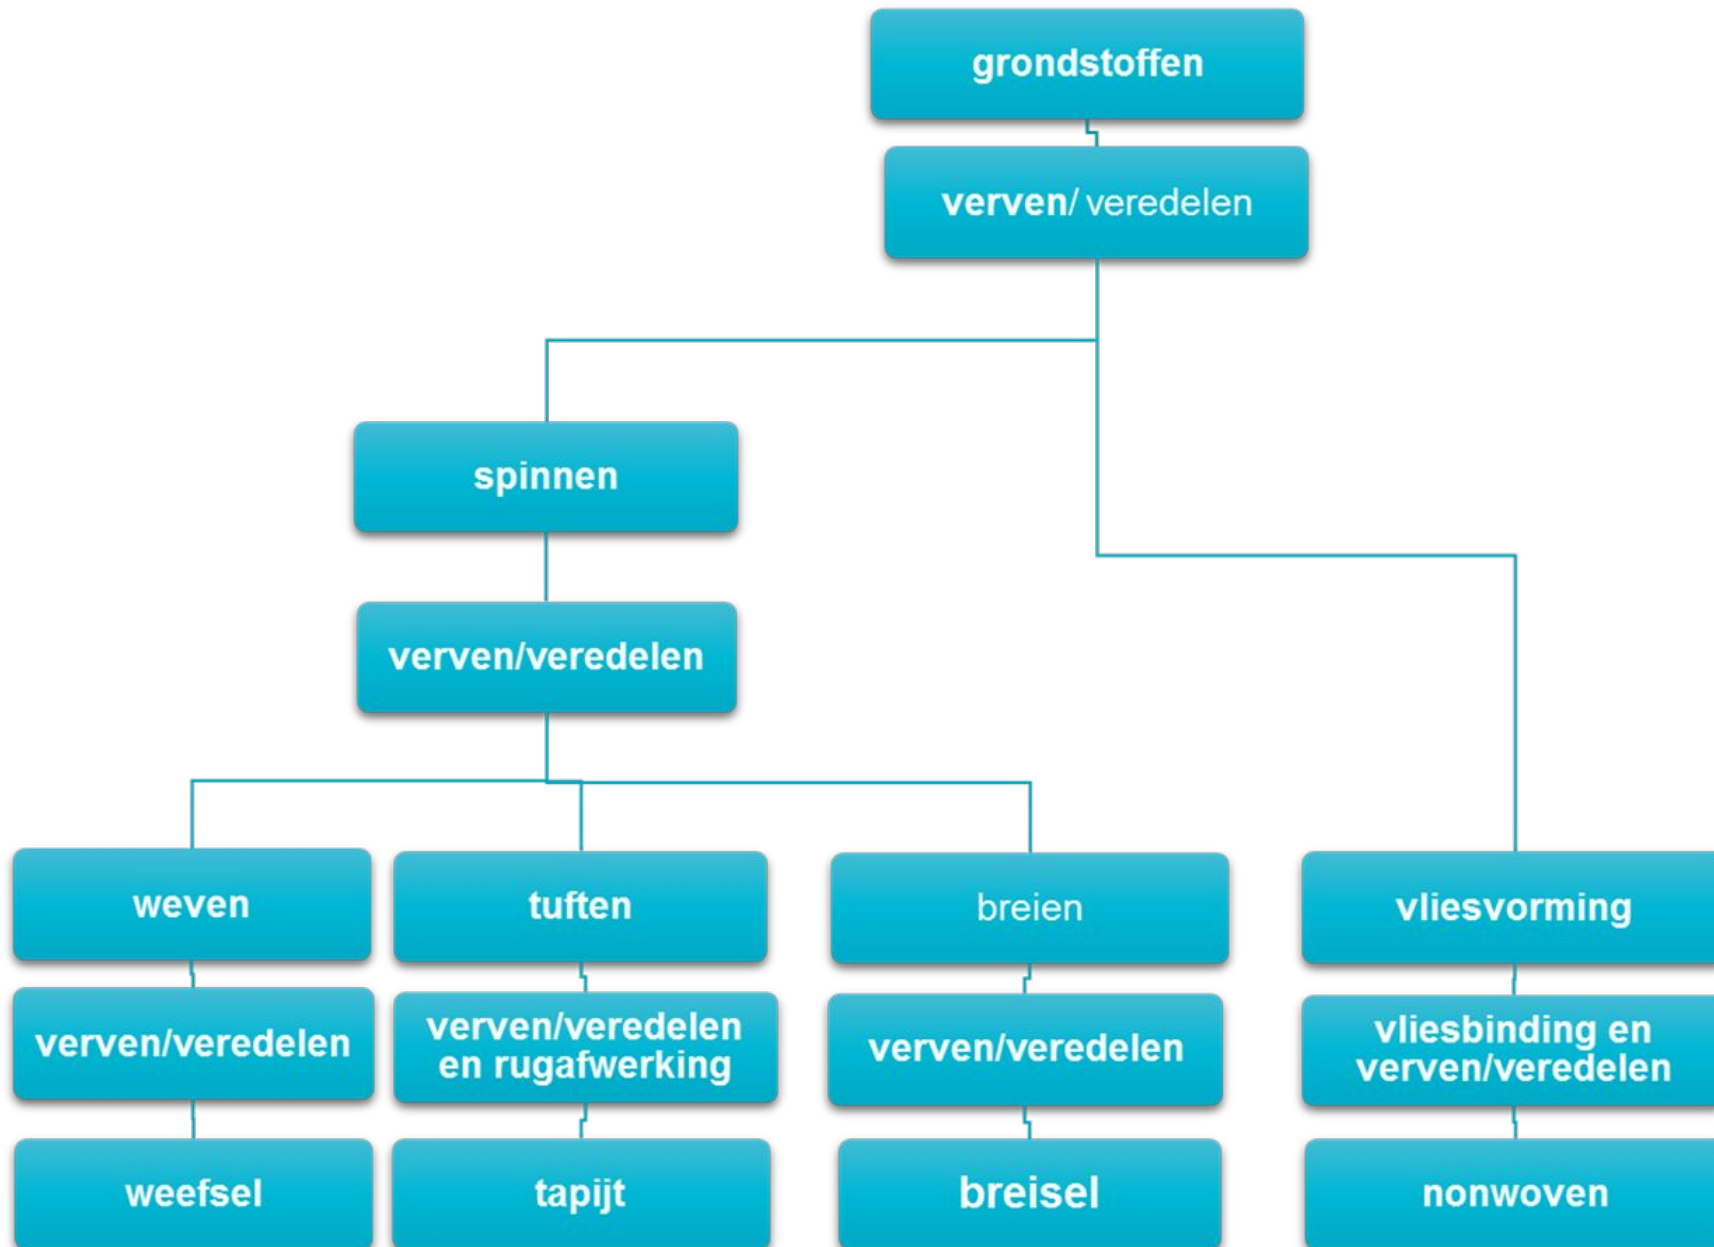 grondstoffen
verven/ veredelen
spinnen
verven/veredelen
weven
tuften
breien
vliesvorming
verven/veredelen
verven/veredelen
en rugafwerking
verven/veredelen
vliesbinding en
verven/veredelen
weefsel
tapijt
breisel
nonwoven